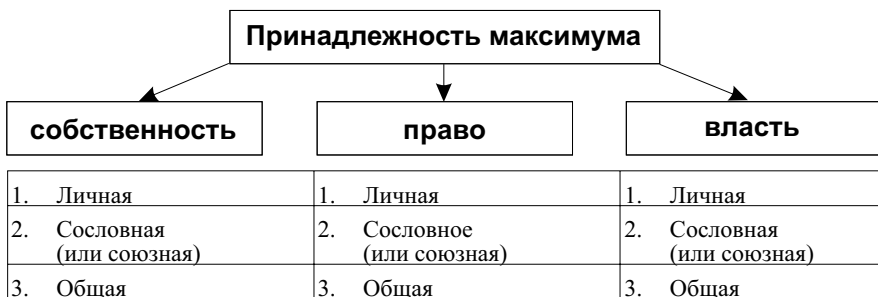 Принадлежность максимума
собственность право власть
1. Личная 1. Личная 1. Личная
2. Сословная 2. Сословное 2. Сословная
(или союзная) (или союзная) (или союзная)
3. Общая 3. Общая 3. Общая